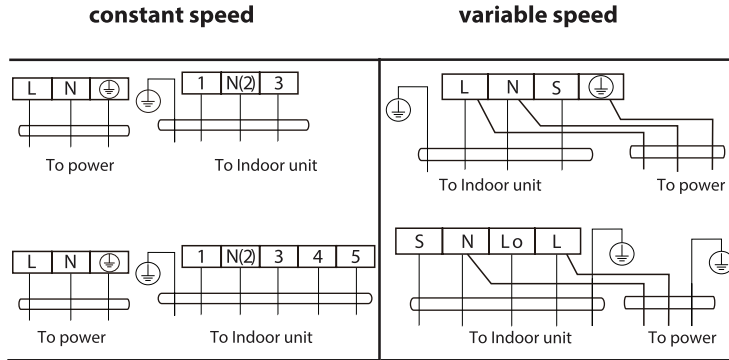 constant speed
variable speed
L N
1 N(2) 3
To power
To Indoor unit
L N S
To Indoor unit
To power
L N
1 N(2) 3 4 5
To power
To Indoor unit
S N Lo L
To Indoor unit
To power